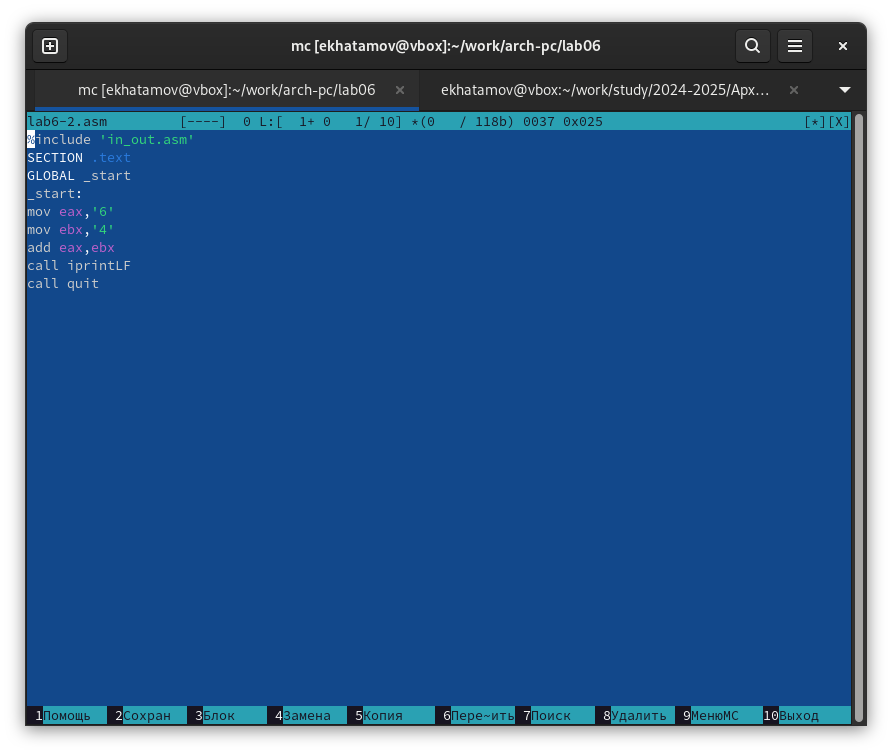 mc [ekhatamov@vbox]:~/work/arch-pc/lab06
mc [ekhatamov@vbox]:~/work/arch-pc/lab06 ekhatamov@vbox:~/work/study/2024-2025/Арх...
lab6-2.asm [----] 0 L:[ 1+ 0 1/ 10] *(0 / 118b) 0037 0x025 [*][X]
%include 'in_out.asm'
SECTION .text
GLOBAL _start
_start:
mov eax,'6'
mov ebx,'4'
add eax,ebx
call iprintLF
call quit
1Помощь 2Сохран 3Блок 4Замена 5Копия 6Пере~ить 7Поиск 8Удалить 9МенюMC 10Выход